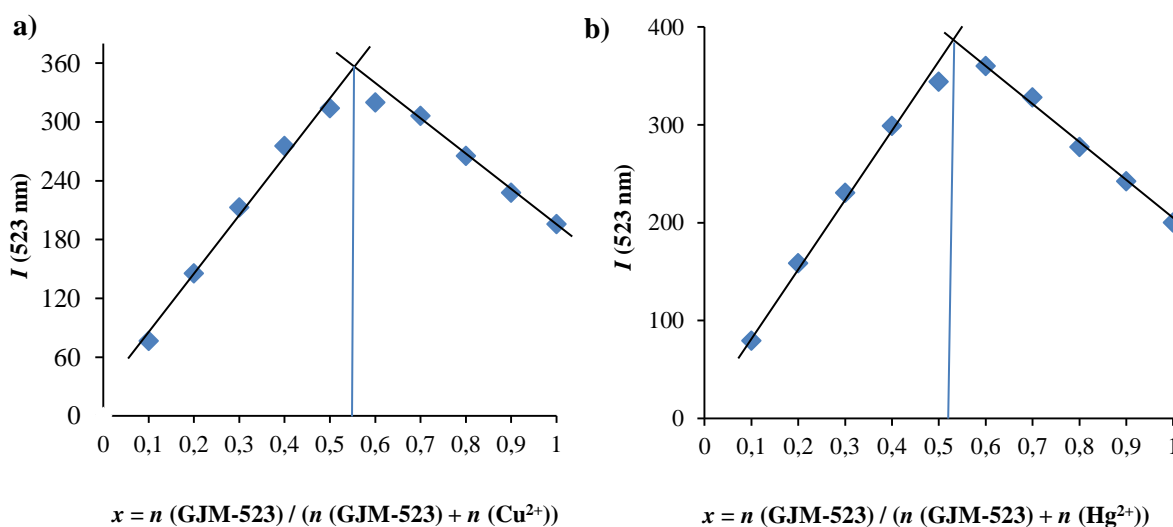 a)
360
300
240
180
120
60
0
I (523 nm)
0 0,1 0,2 0,3 0,4 0,5 0,6 0,7 0,8 0,9 1
x = n (GJM-523) / (n (GJM-523) + n (Cu²⁺))
b)
400
300
200
100
0
I (523 nm)
0 0,1 0,2 0,3 0,4 0,5 0,6 0,7 0,8 0,9 1
x = n (GJM-523) / (n (GJM-523) + n (Hg²⁺))